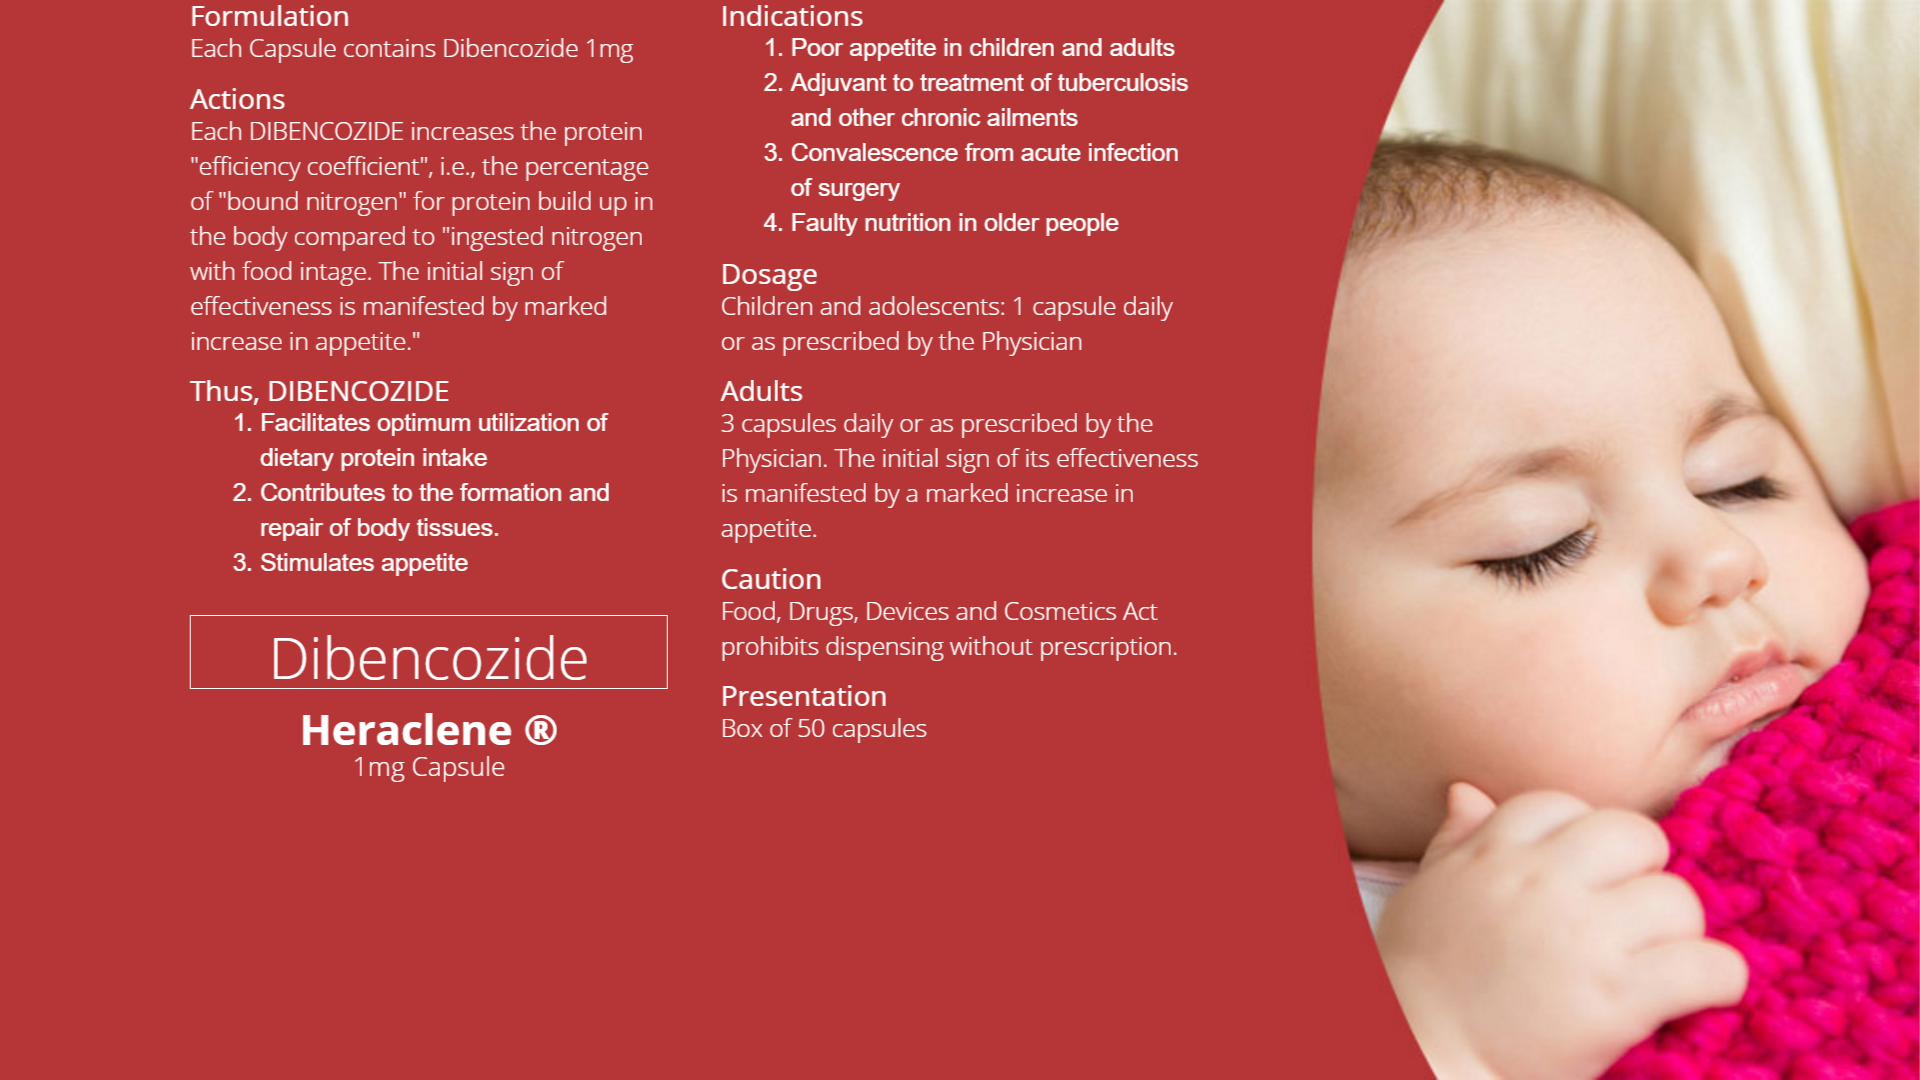 Formulation
Each Capsule contains Dibencozide 1mg
Actions
Each DIBENCOZIDE increases the protein
"efficiency coefficient", i.e., the percentage
of "bound nitrogen" for protein build up in
the body compared to "ingested nitrogen
with food intage. The initial sign of
effectiveness is manifested by marked
increase in appetite."
Thus, DIBENCOZIDE
1. Facilitates optimum utilization of
dietary protein intake
2. Contributes to the formation and
repair of body tissues.
3. Stimulates appetite
Dibencozide
Heraclene ®
1mg Capsule
Indications
1. Poor appetite in children and adults
2. Adjuvant to treatment of tuberculosis
and other chronic ailments
3. Convalescence from acute infection
of surgery
4. Faulty nutrition in older people
Dosage
Children and adolescents: 1 capsule daily
or as prescribed by the Physician
Adults
3 capsules daily or as prescribed by the
Physician. The initial sign of its effectiveness
is manifested by a marked increase in
appetite.
Caution
Food, Drugs, Devices and Cosmetics Act
prohibits dispensing without prescription.
Presentation
Box of 50 capsules